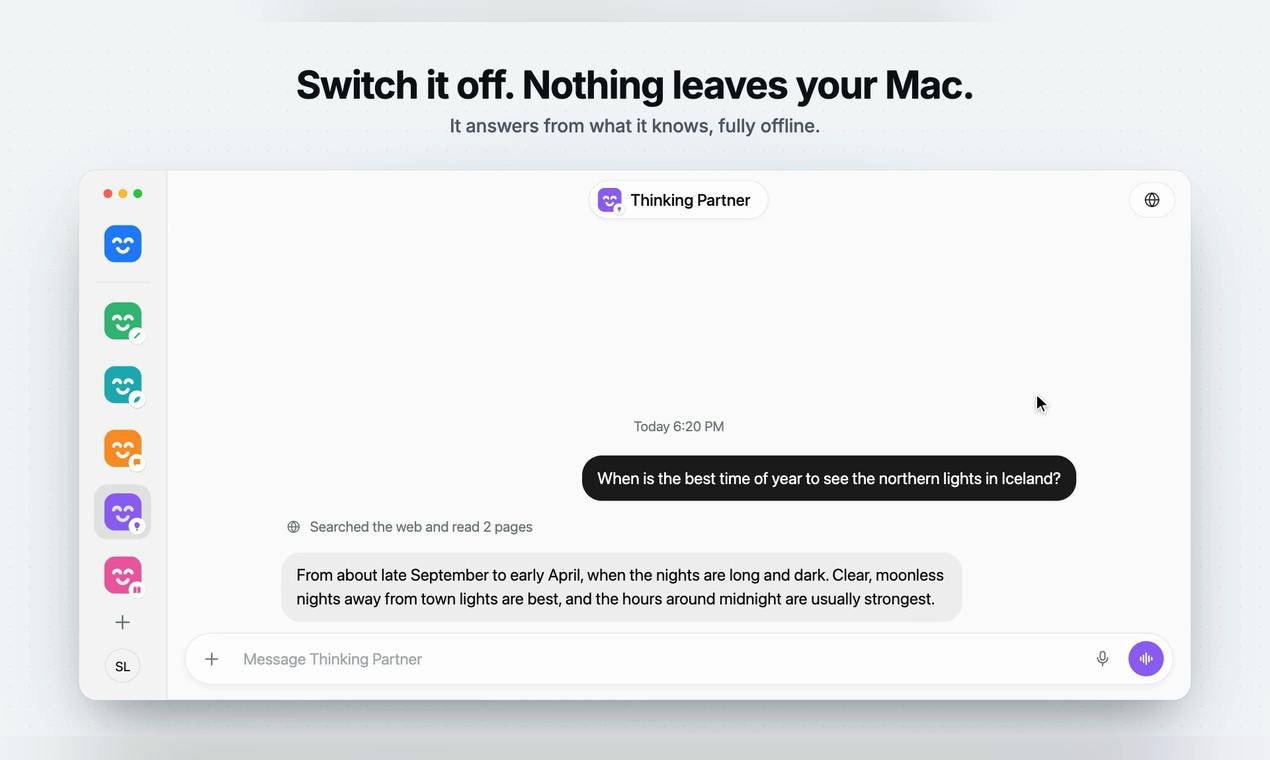 Switch it off. Nothing leaves your Mac.
It answers from what it knows, fully offline.
Thinking Partner
Today 6:20 PM
When is the best time of year to see the northern lights in Iceland?
Searched the web and read 2 pages
From about late September to early April, when the nights are long and dark. Clear, moonless
nights away from town lights are best, and the hours around midnight are usually strongest.
Message Thinking Partner
SL